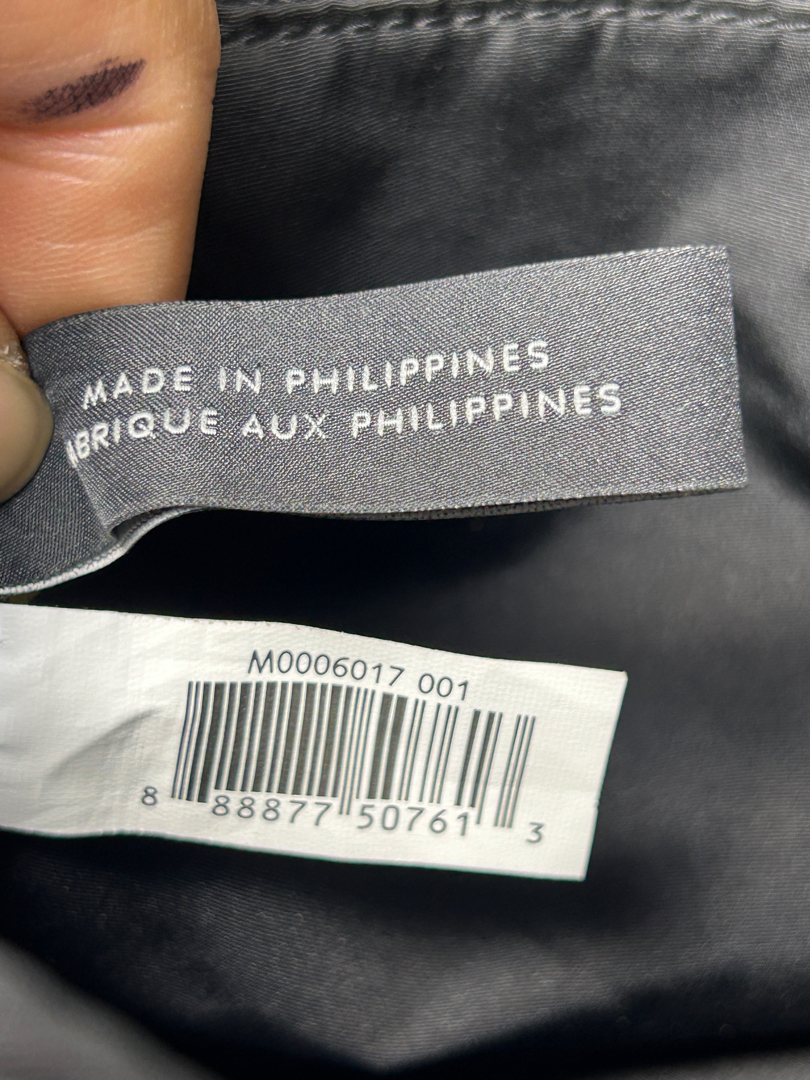 MADE IN PHILIPPINES
ABRIQUE AUX PHILIPPINES
M0006017 001
8 88877 50761 3